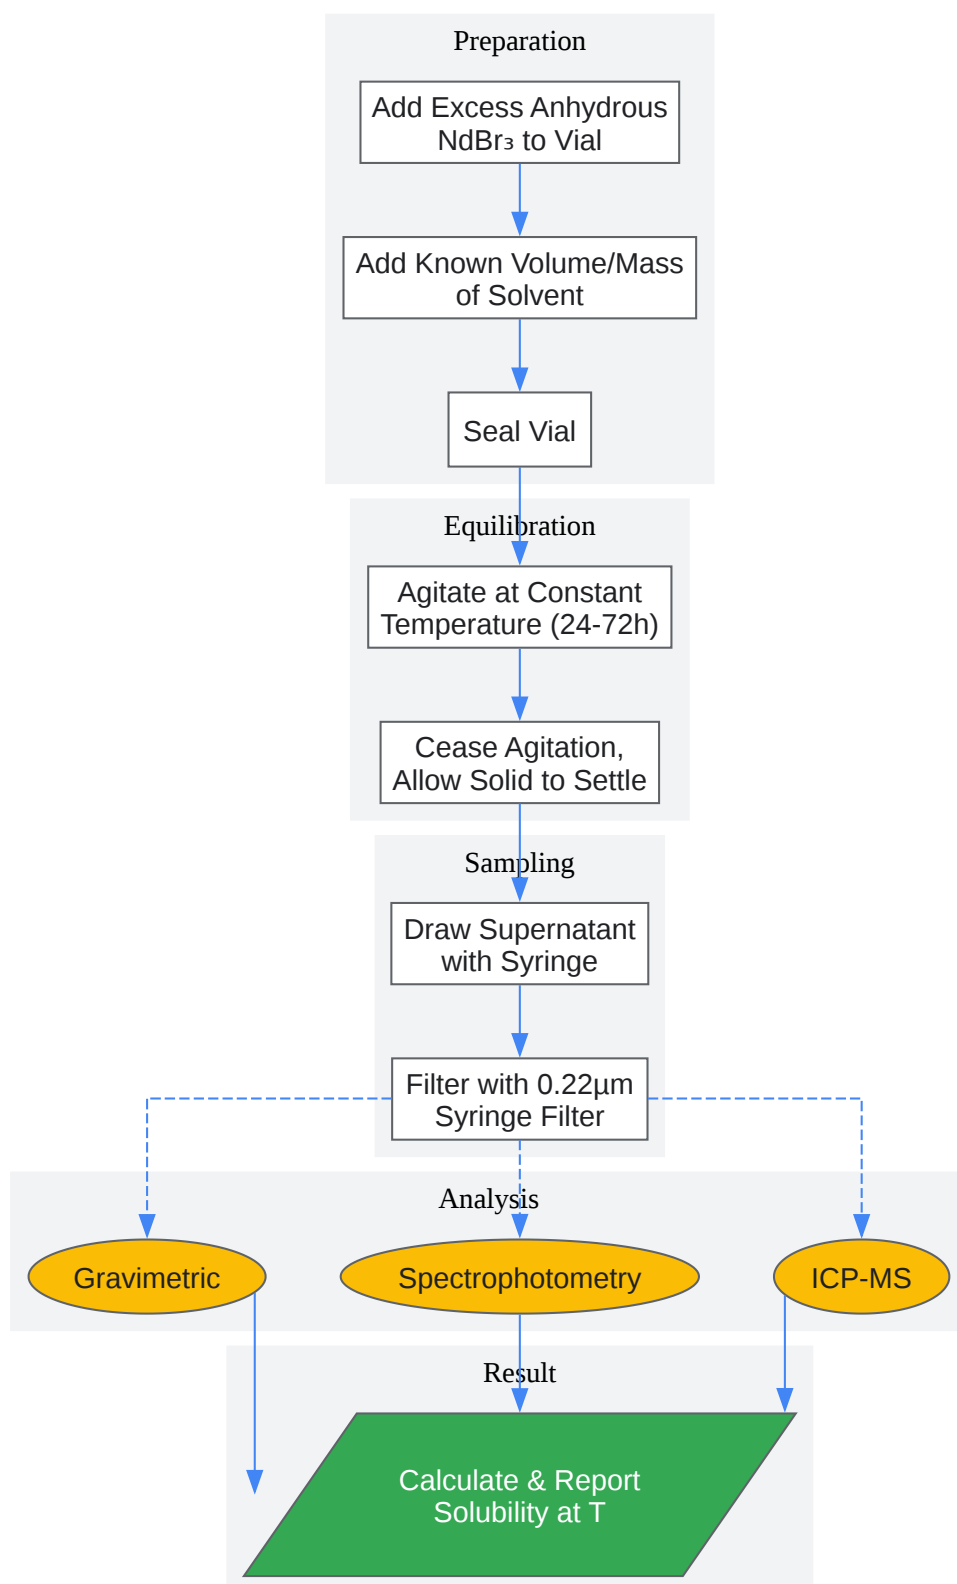 Preparation
Add Excess Anhydrous
NdBr₃ to Vial
Add Known Volume/Mass
of Solvent
Seal Vial
Equilibration
Agitate at Constant
Temperature (24-72h)
Cease Agitation,
Allow Solid to Settle
Sampling
Draw Supernatant
with Syringe
Filter with 0.22µm
Syringe Filter
Analysis
Gravimetric
Spectrophotometry
ICP-MS
Result
Calculate & Report
Solubility at T